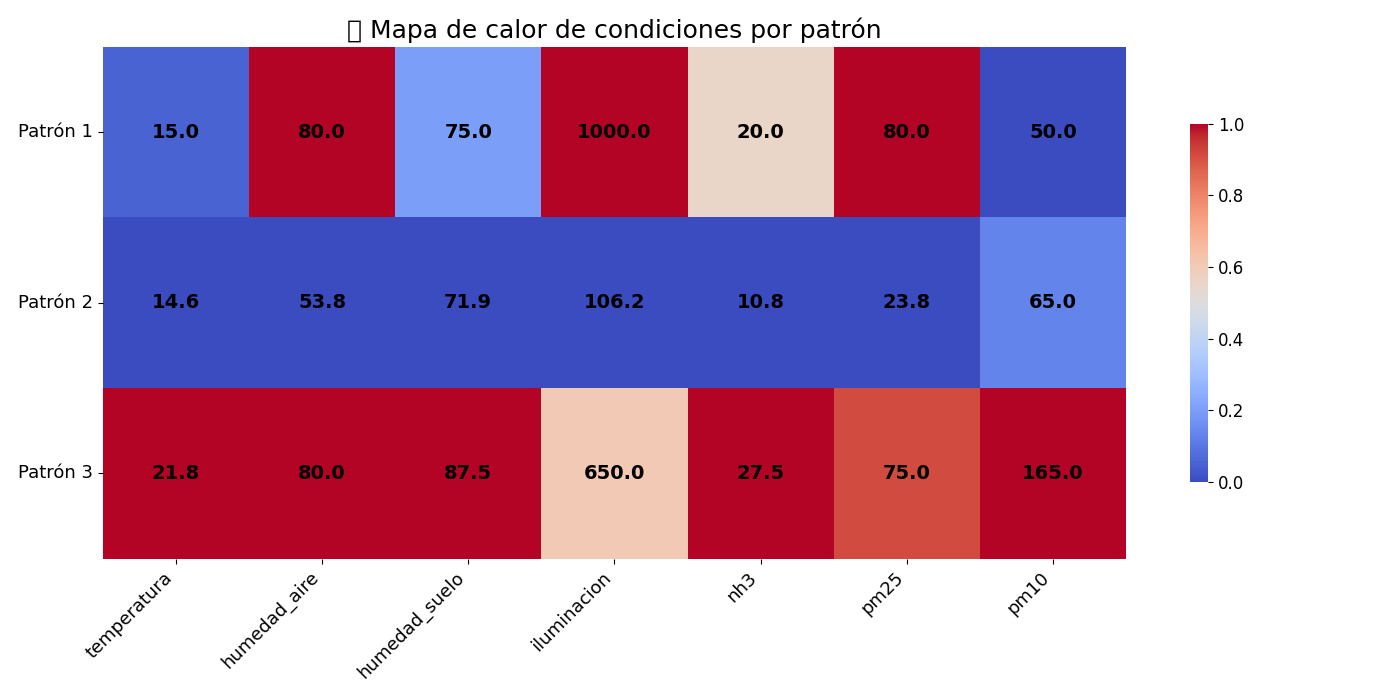 Mapa de calor de condiciones por patrón
Patrón 1 15.0 80.0 75.0 1000.0 20.0 80.0 50.0
Patrón 2 14.6 53.8 71.9 106.2 10.8 23.8 65.0
Patrón 3 21.8 80.0 87.5 650.0 27.5 75.0 165.0
temperatura humedad_aire humedad_suelo iluminacion nh3 pm25 pm10
1.0
0.8
0.6
0.4
0.2
0.0